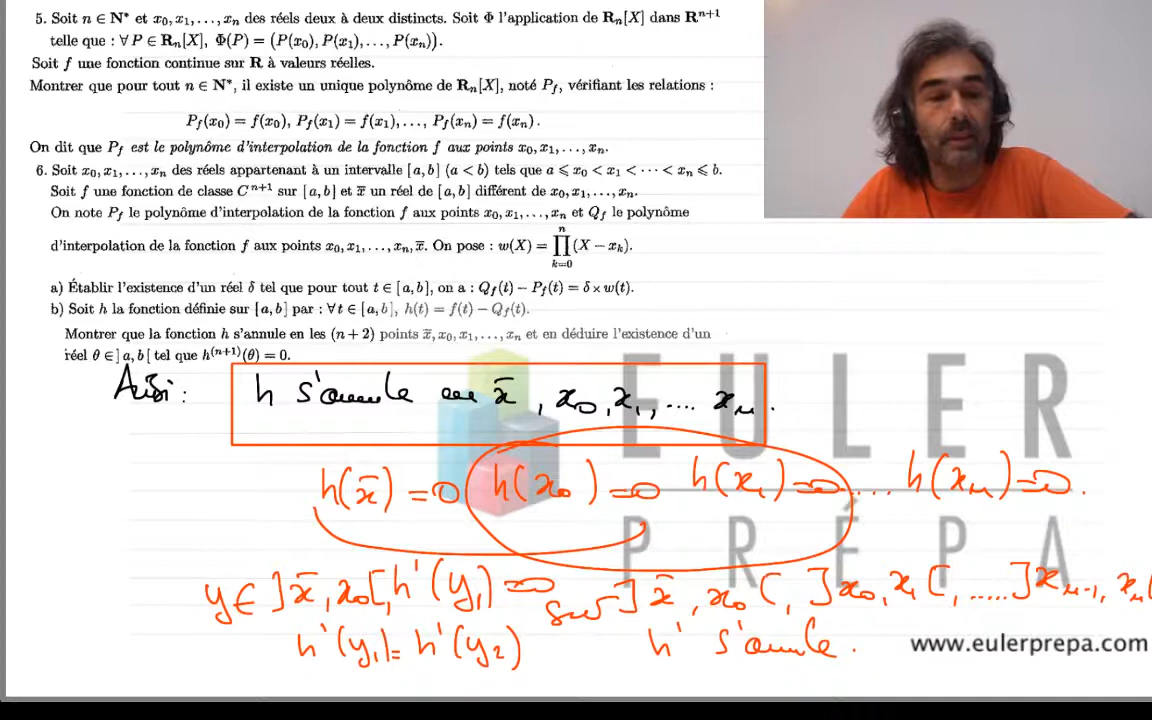 5. Soit n ∈ N* et x₀, x₁, . . . , xₙ des réels deux à deux distincts. Soit Φ l'application de Rₙ[X] dans Rⁿ⁺¹
telle que : ∀ P ∈ Rₙ[X], Φ(P) = (P(x₀), P(x₁), . . . , P(xₙ)).
Soit f une fonction continue sur R à valeurs réelles.
Montrer que pour tout n ∈ N*, il existe un unique polynôme de Rₙ[X], noté P_f, vérifiant les relations :
P_f(x₀) = f(x₀), P_f(x₁) = f(x₁), . . . , P_f(xₙ) = f(xₙ).
On dit que P_f est le polynôme d'interpolation de la fonction f aux points x₀, x₁, . . . , xₙ.
6. Soit x₀, x₁, . . . , xₙ des réels appartenant à un intervalle [a, b] (a < b) tels que a ⩽ x₀ < x₁ < ··· < xₙ ⩽ b.
Soit f une fonction de classe Cⁿ⁺¹ sur [a, b] et x̄ un réel de [a, b] différent de x₀, x₁, . . . , xₙ.
On note P_f le polynôme d'interpolation de la fonction f aux points x₀, x₁, . . . , xₙ et Q_f le polynôme
d'interpolation de la fonction f aux points x₀, x₁, . . . , xₙ, x̄. On pose : w(X) = ∏_{k=0}^{n} (X − x_k).
a) Établir l'existence d'un réel δ tel que pour tout t ∈ [a, b], on a : Q_f(t) − P_f(t) = δ × w(t).
b) Soit h la fonction définie sur [a, b] par : ∀t ∈ [a, b], h(t) = f(t) − Q_f(t).
Montrer que la fonction h s'annule en les (n + 2) points x̄, x₀, x₁, . . . , xₙ et en déduire l'existence d'un
réel θ ∈ ]a, b[ tel que h⁽ⁿ⁺¹⁾(θ) = 0.
Ainsi : h s'annule en x̄, x₀, x₁, .... xₙ.
h(x̄) = 0 h(x₀) = 0 h(x₁) = 0 .... h(xₙ) = 0.
y ∈ ]x̄, x₀[, h'(y₁) = 0 sur ]x̄, x₀[, ]x₀, x₁[, ..... ]xₙ₋₁, xₙ
h'(y₁) = h'(y₂) h' s'annule.
EULER
PRÉPA
www.eulerprepa.com